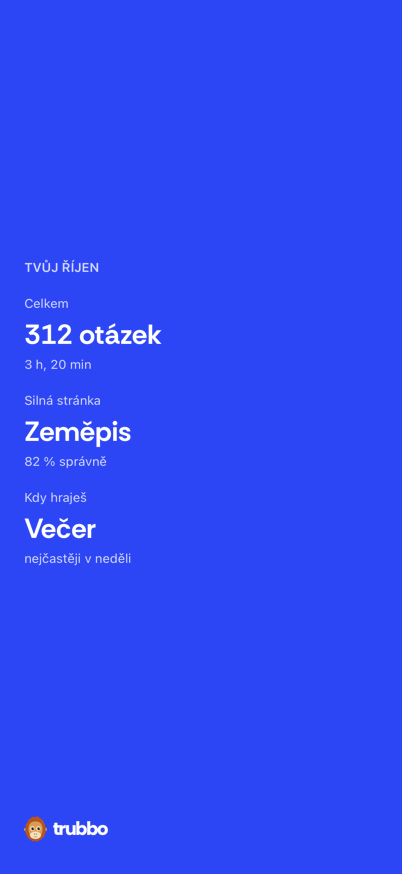 TVŮJ ŘÍJEN
Celkem
312 otázek
3 h, 20 min
Silná stránka
Zeměpis
82 % správně
Kdy hraješ
Večer
nejčastěji v neděli
trubbo